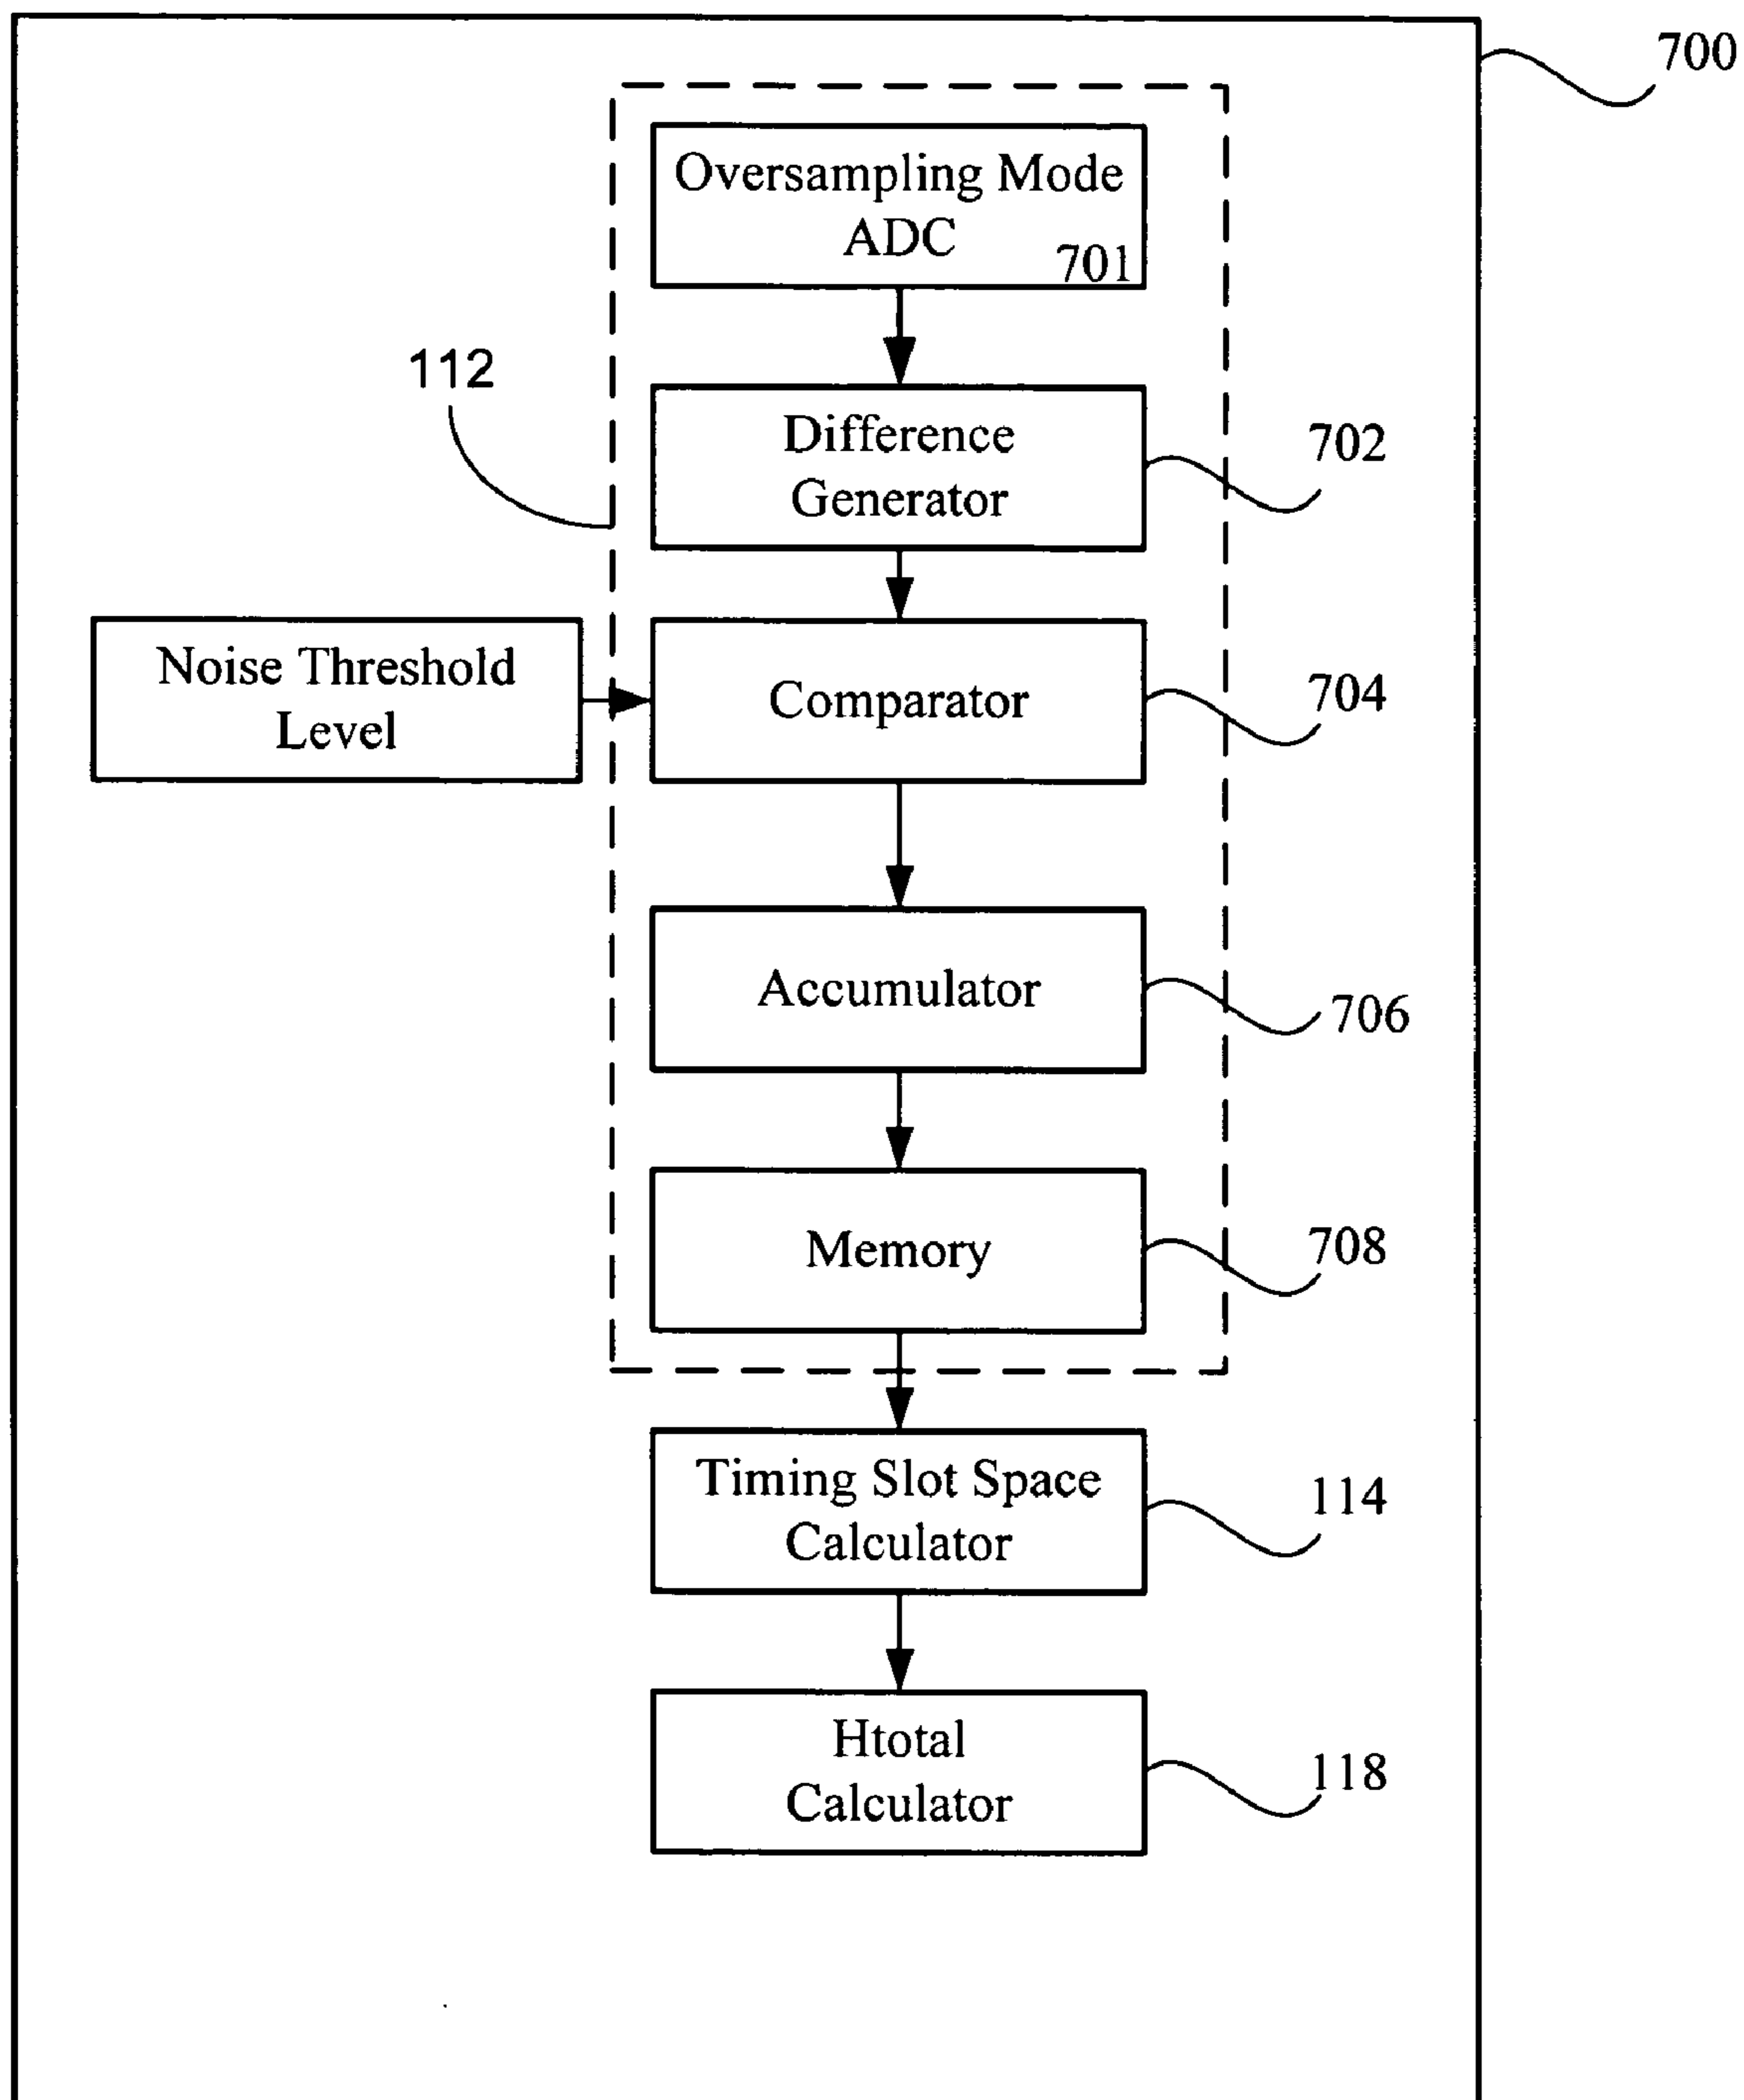 700
Oversampling Mode
ADC
701
112
Difference
Generator
702
Noise Threshold
Level
Comparator
704
Accumulator
706
Memory
708
Timing Slot Space
Calculator
114
Htotal
Calculator
118